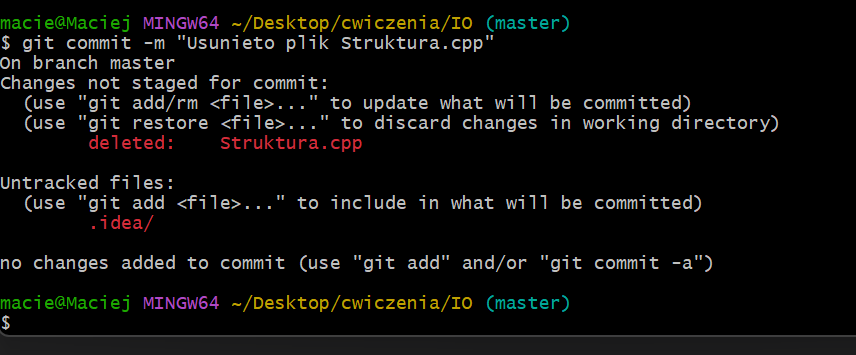 macie@Maciej MINGW64 ~/Desktop/cwiczenia/IO (master)
$ git commit -m "Usunieto plik Struktura.cpp"
On branch master
Changes not staged for commit:
  (use "git add/rm <file>..." to update what will be committed)
  (use "git restore <file>..." to discard changes in working directory)
        deleted:    Struktura.cpp
Untracked files:
  (use "git add <file>..." to include in what will be committed)
        .idea/
no changes added to commit (use "git add" and/or "git commit -a")
macie@Maciej MINGW64 ~/Desktop/cwiczenia/IO (master)
$